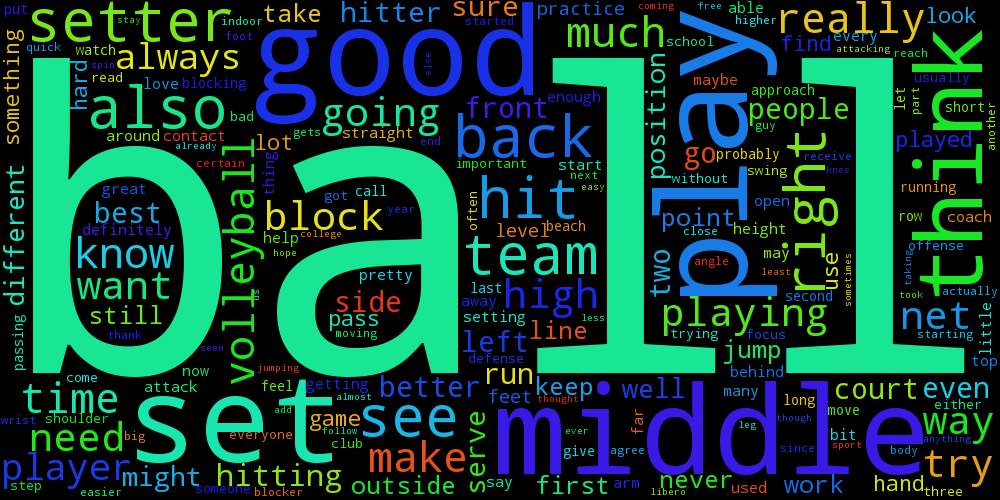 put
stay
indoor
take
hitter
sure
practice
able
free
coming
higher
really
look
setter
quick
foot
started
else
good
much
school
find
every
attacking
reach
something
watch
always
spin
read
hard
love
blocking
play
maybe
approach
usually
let
part
short
think
another
also
bad
going
front
enough
position
people
guy
played
around
contact
lot
gets
straight
end
back
go
probably
receive
already
certain
thing
important
start
without
swing
knee
right
running
different
great
got
call
year
hit
next
easy
open
row
coach
best
definitely
volleyball
block
college
often
level
beach
point
close
height
offense
know
help
hope
team
two
angle
may
least
use
sometimes
want
us
pretty
last
away
high
second
taking
actually
still
side
pass
moving
setting
less
took
net
little
passing
thank
seen
left
line
playing
trying
focus
starting
defense
jump
behind
top
ball
come
now
jumping
run
time
attack
feel
getting
almost
better
feet
keep
thought
well
many
court
even
either
set
add
game
follow
see
serve
middle
long
though
move
way
wrist
shoulder
need
big
everyone
club
make
ever
give
far
agree
leg
since
bit
sport
anything
player
might
hitting
say
first
arm
never
used
work
body
hand
try
step
easier
someone
blocker
outside
libero
three